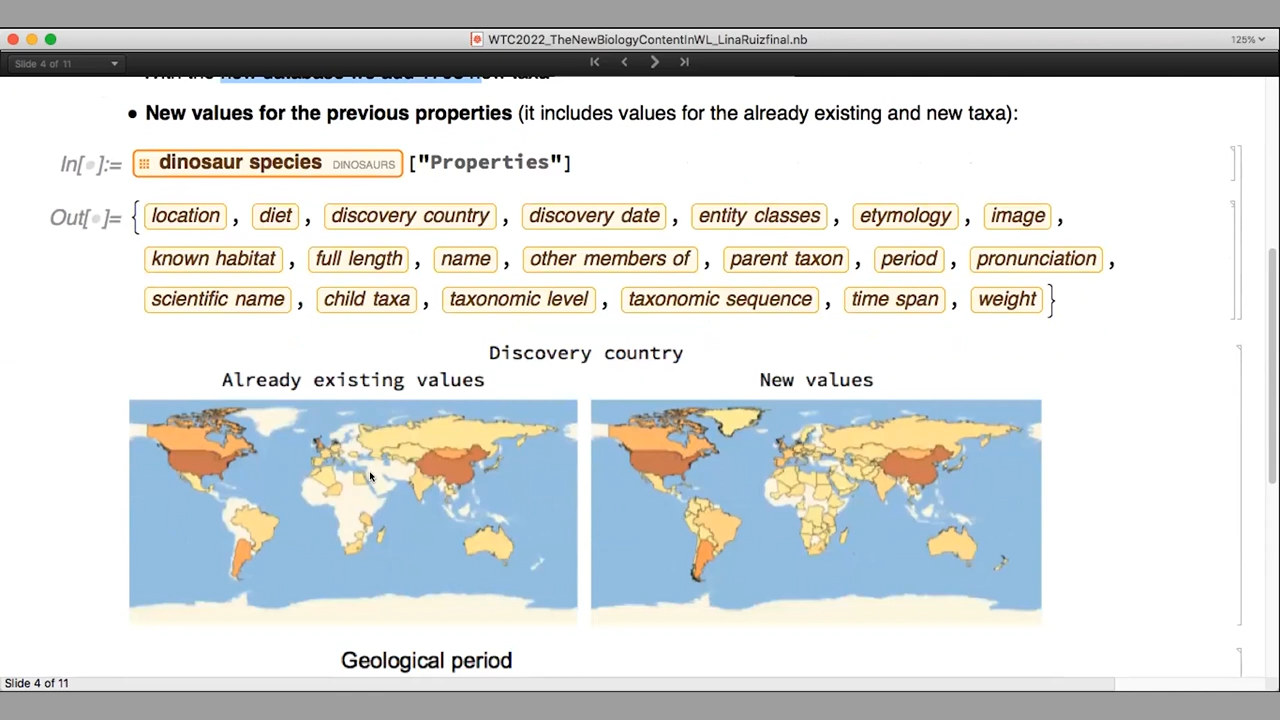 WTC2022_TheNewBiologyContentInWL_LinaRuizfinal.nb
125%
Slide 4 of 11
• New values for the previous properties (it includes values for the already existing and new taxa):
In[ ]:= dinosaur species DINOSAURS ["Properties"]
Out[ ]= { location , diet , discovery country , discovery date , entity classes , etymology , image ,
known habitat , full length , name , other members of , parent taxon , period , pronunciation ,
scientific name , child taxa , taxonomic level , taxonomic sequence , time span , weight }
Discovery country
Already existing values
New values
Geological period
Slide 4 of 11